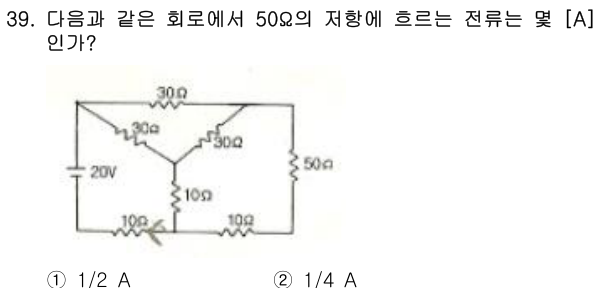 39. 다음과 같은 회로에서 50Ω의 저항에 흐르는 전류는 몇 [A]
인가?
30Ω
30Ω
30Ω
50Ω
20V
10Ω
10Ω
10Ω
① 1/2 A ② 1/4 A